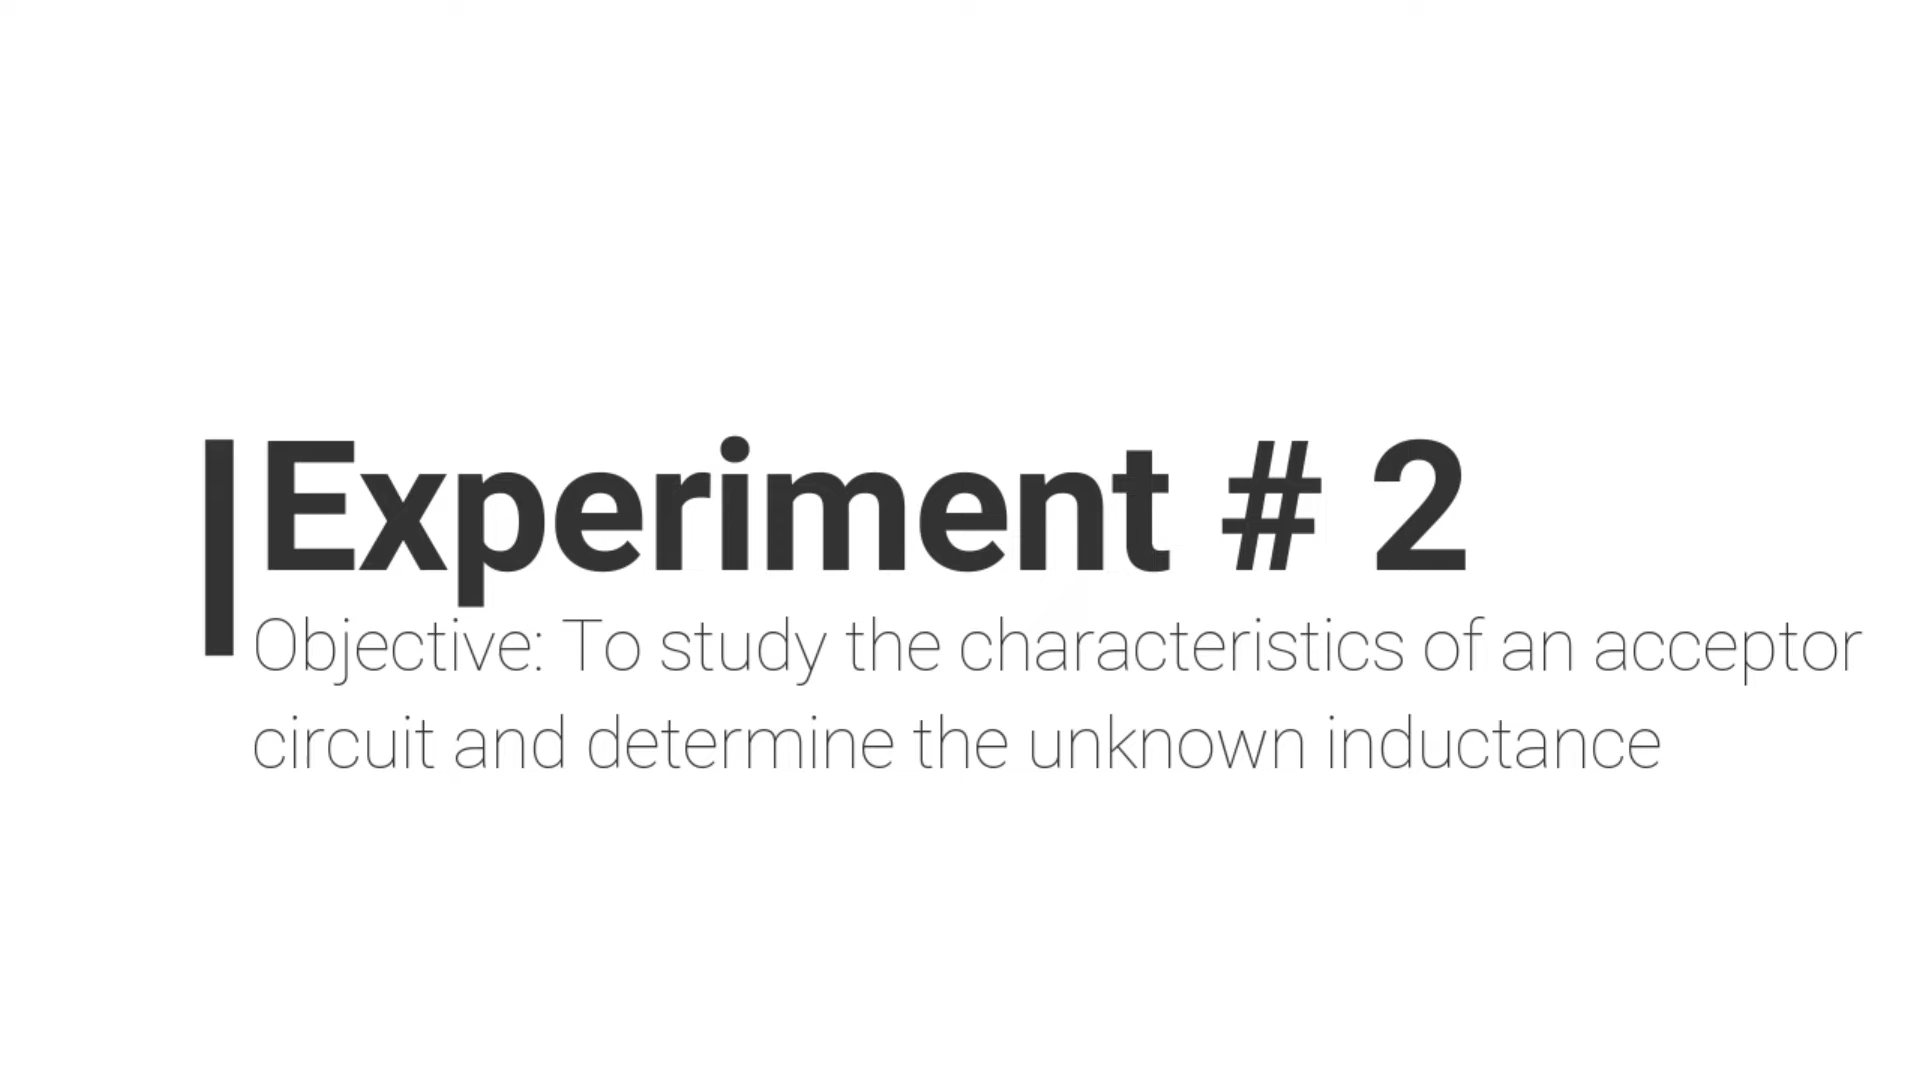 Experiment # 2
Objective: To study the characteristics of an acceptor
circuit and determine the unknown inductance